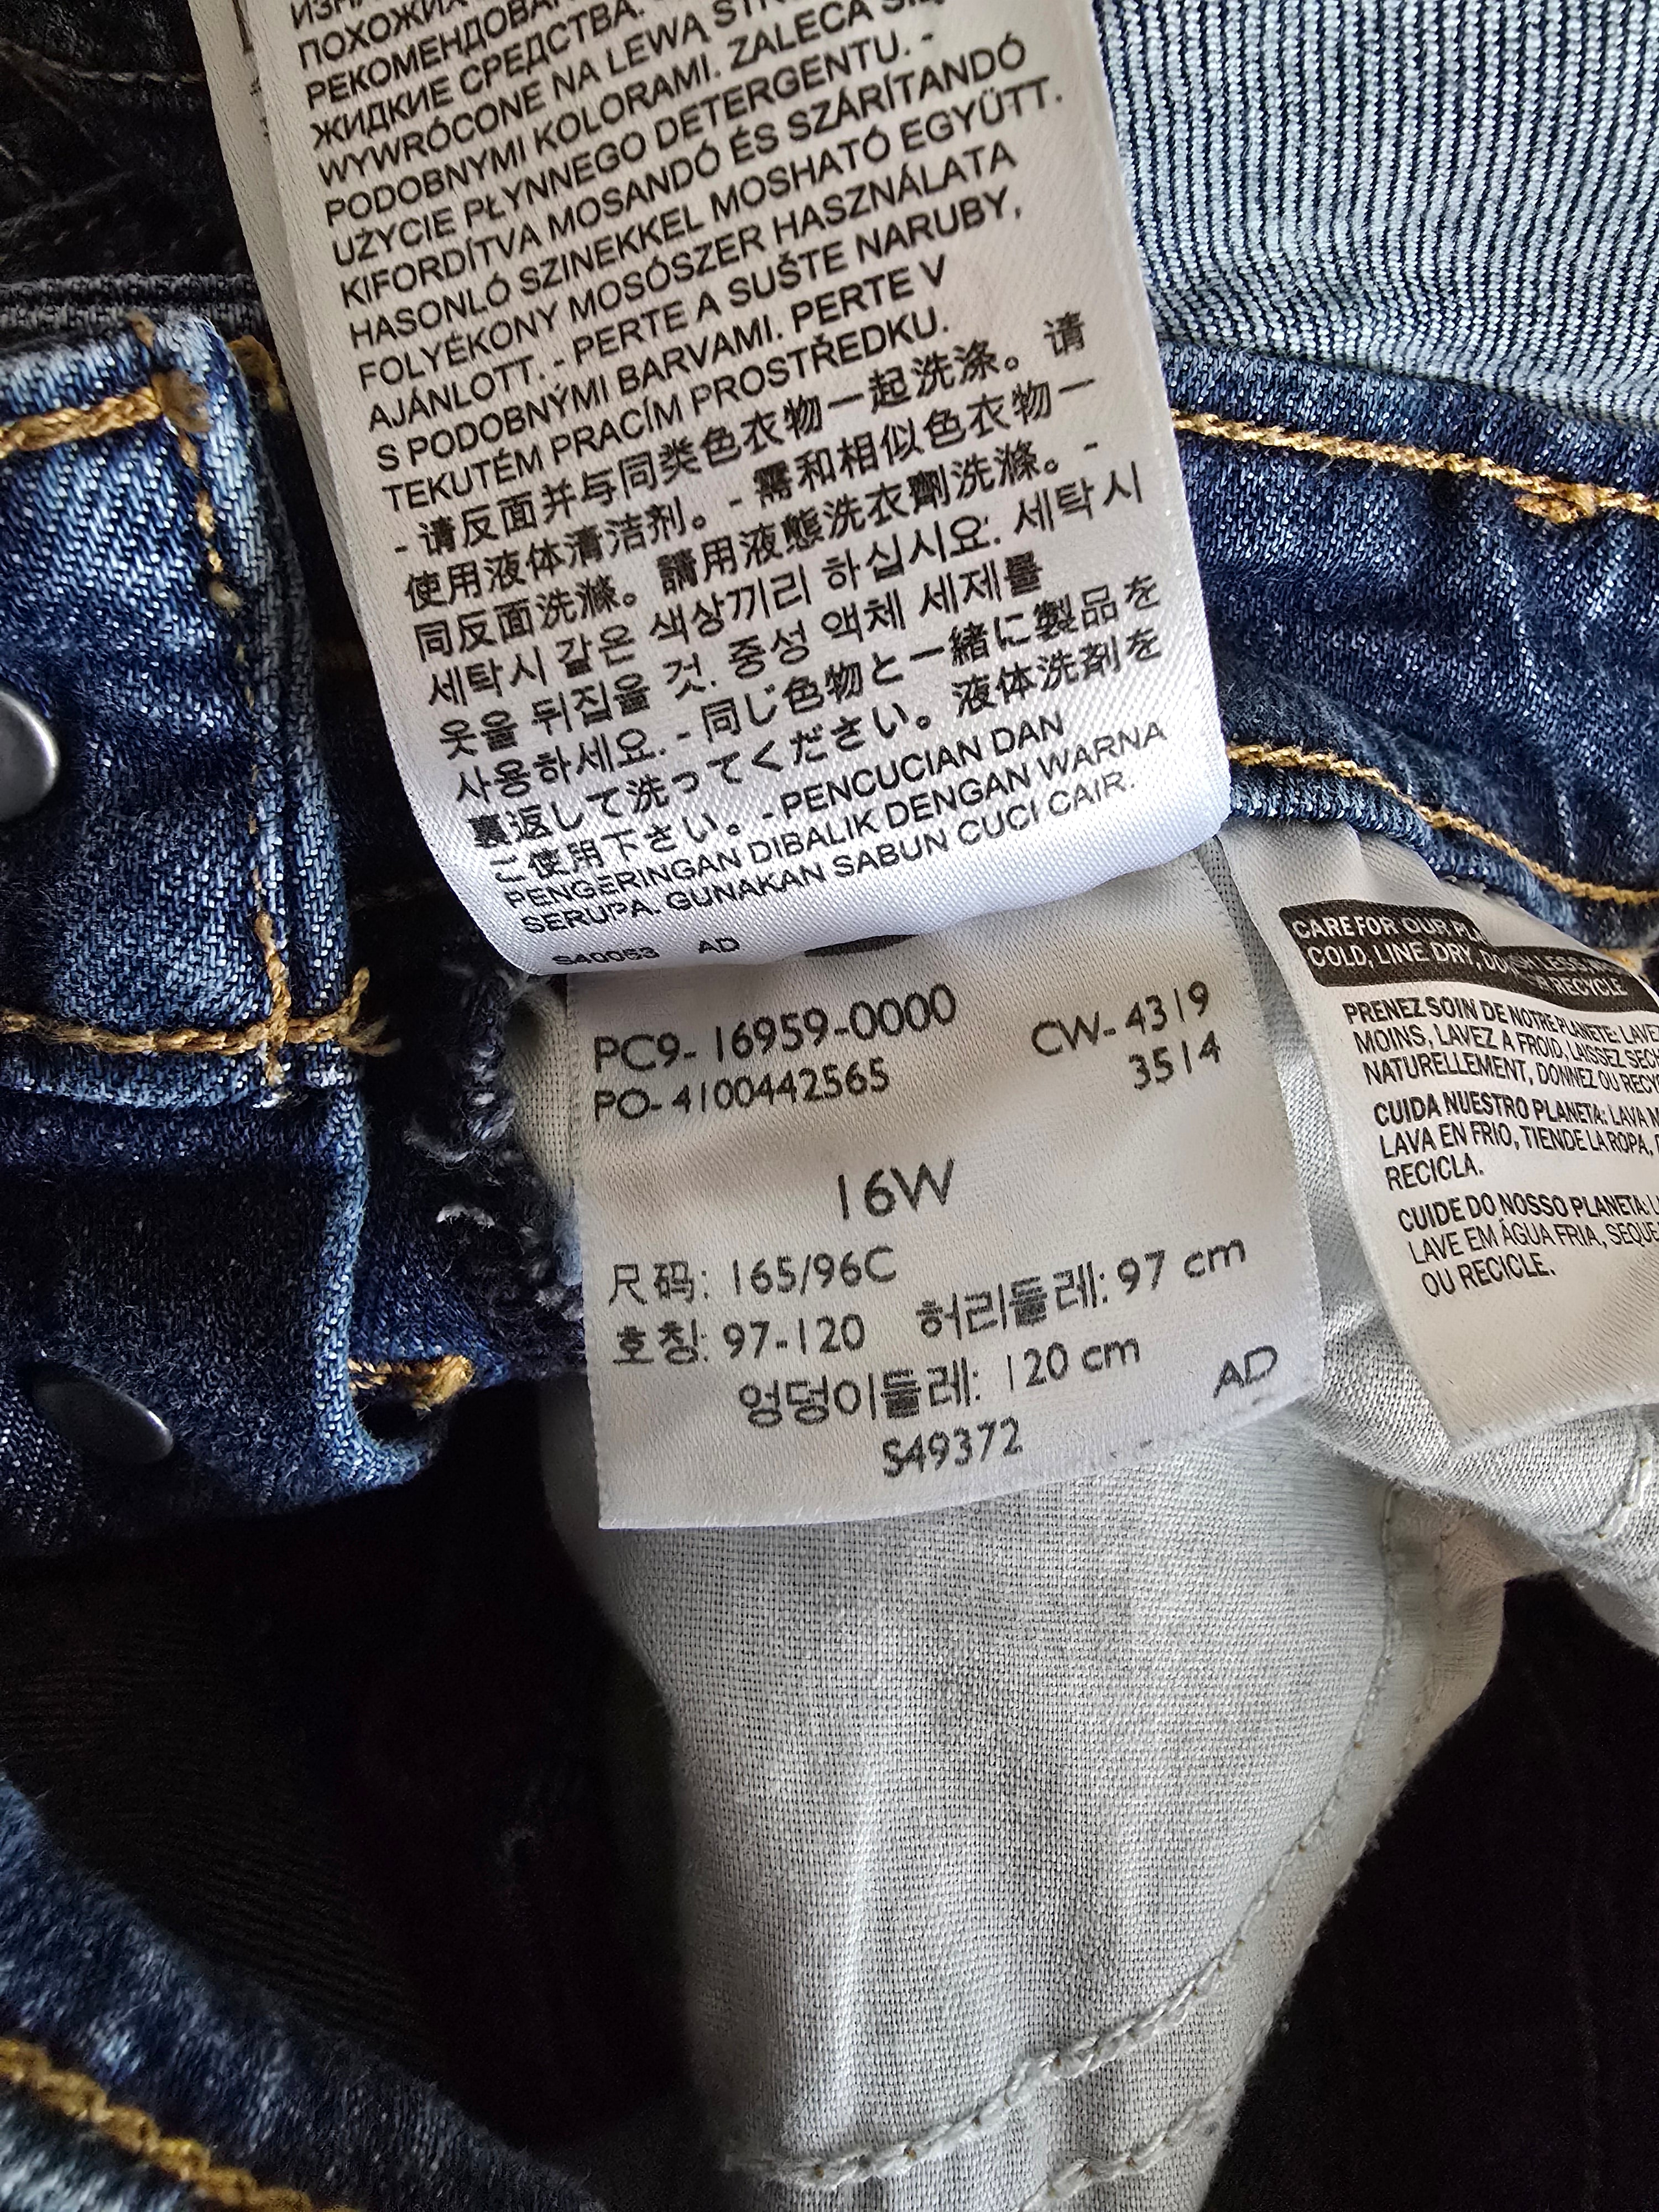 ПОХОЖИХ
РЕКОМЕНДОВАН
ЖИДКИЕ СРЕДСТВА.
WYWRÓCONE NA LEWĄ
PODOBNYMI KOLORAMI. ZALECA SIĘ
UŻYCIE PŁYNNEGO DETERGENTU. -
KIFORDÍTVA MOSANDÓ ÉS SZÁRÍTANDÓ
HASONLÓ SZINEKKEL MOSHATÓ EGYÜTT.
FOLYÉKONY MOSÓSZER HASZNÁLATA
AJÁNLOTT. - PERTE A SUŠTE NARUBY,
S PODOBNÝMI BARVAMI. PERTE V
TEKUTÉM PRACÍM PROSTŘEDKU.
- 请反面并与同类色衣物一起洗涤。请
使用液体清洁剂。- 需和相似色衣物一
同反面洗滌。請用液態洗衣劑洗滌。-
세탁시 같은 색상끼리 하십시요. 세탁시
옷을 뒤집을 것. 중성 액체 세제를
사용하세요. - 同じ色物と一緒に製品を
裏返して洗ってください。液体洗剤を
ご使用下さい。- PENCUCIAN DAN
PENGERINGAN DIBALIK DENGAN WARNA
SERUPA. GUNAKAN SABUN CUCI CAIR.
S40053 AD
PC9-16959-0000 CW-4319
PO-4100442565 3514
16W
尺码: 165/96C
호칭: 97-120 허리둘레: 97 cm
엉덩이둘레: 120 cm
AD
S49372
CARE FOR OUR
COLD, LINE DRY,
RECYCLE
PRENEZ SOIN DE NOTRE PLANETE: LAVEZ
MOINS, LAVEZ A FROID, LAISSEZ
NATURELLEMENT, DONNEZ OU
CUIDA NUESTRO PLANETA: LAVA
LAVA EN FRIO, TIENDE LA ROPA,
RECICLA.
CUIDE DO NOSSO PLANETA:
LAVE EM ÁGUA FRIA,
OU RECICLE.